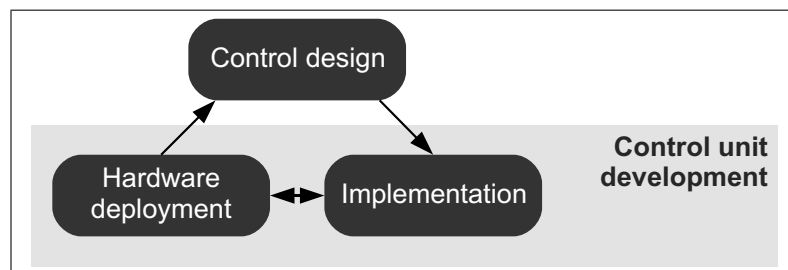 Control design
Control unit
development
Hardware
deployment
Implementation